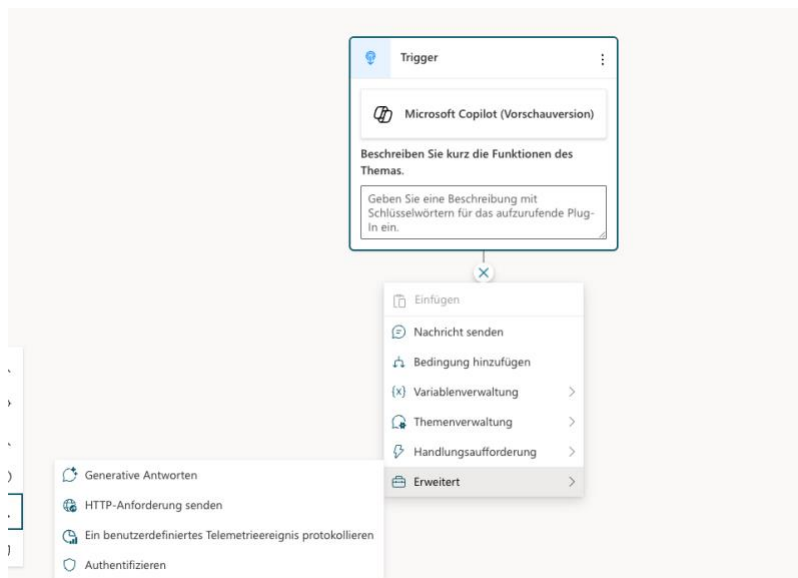 Trigger
Microsoft Copilot (Vorschauversion)
Beschreiben Sie kurz die Funktionen des
Themas.
Geben Sie eine Beschreibung mit
Schlüsselwörtern für das aufzurufende Plug-
In ein.
Einfügen
Nachricht senden
Bedingung hinzufügen
{x} Variablenverwaltung
Themenverwaltung
Handlungsaufforderung
Erweitert
Generative Antworten
HTTP-Anforderung senden
Ein benutzerdefiniertes Telemetrieereignis protokollieren
Authentifizieren